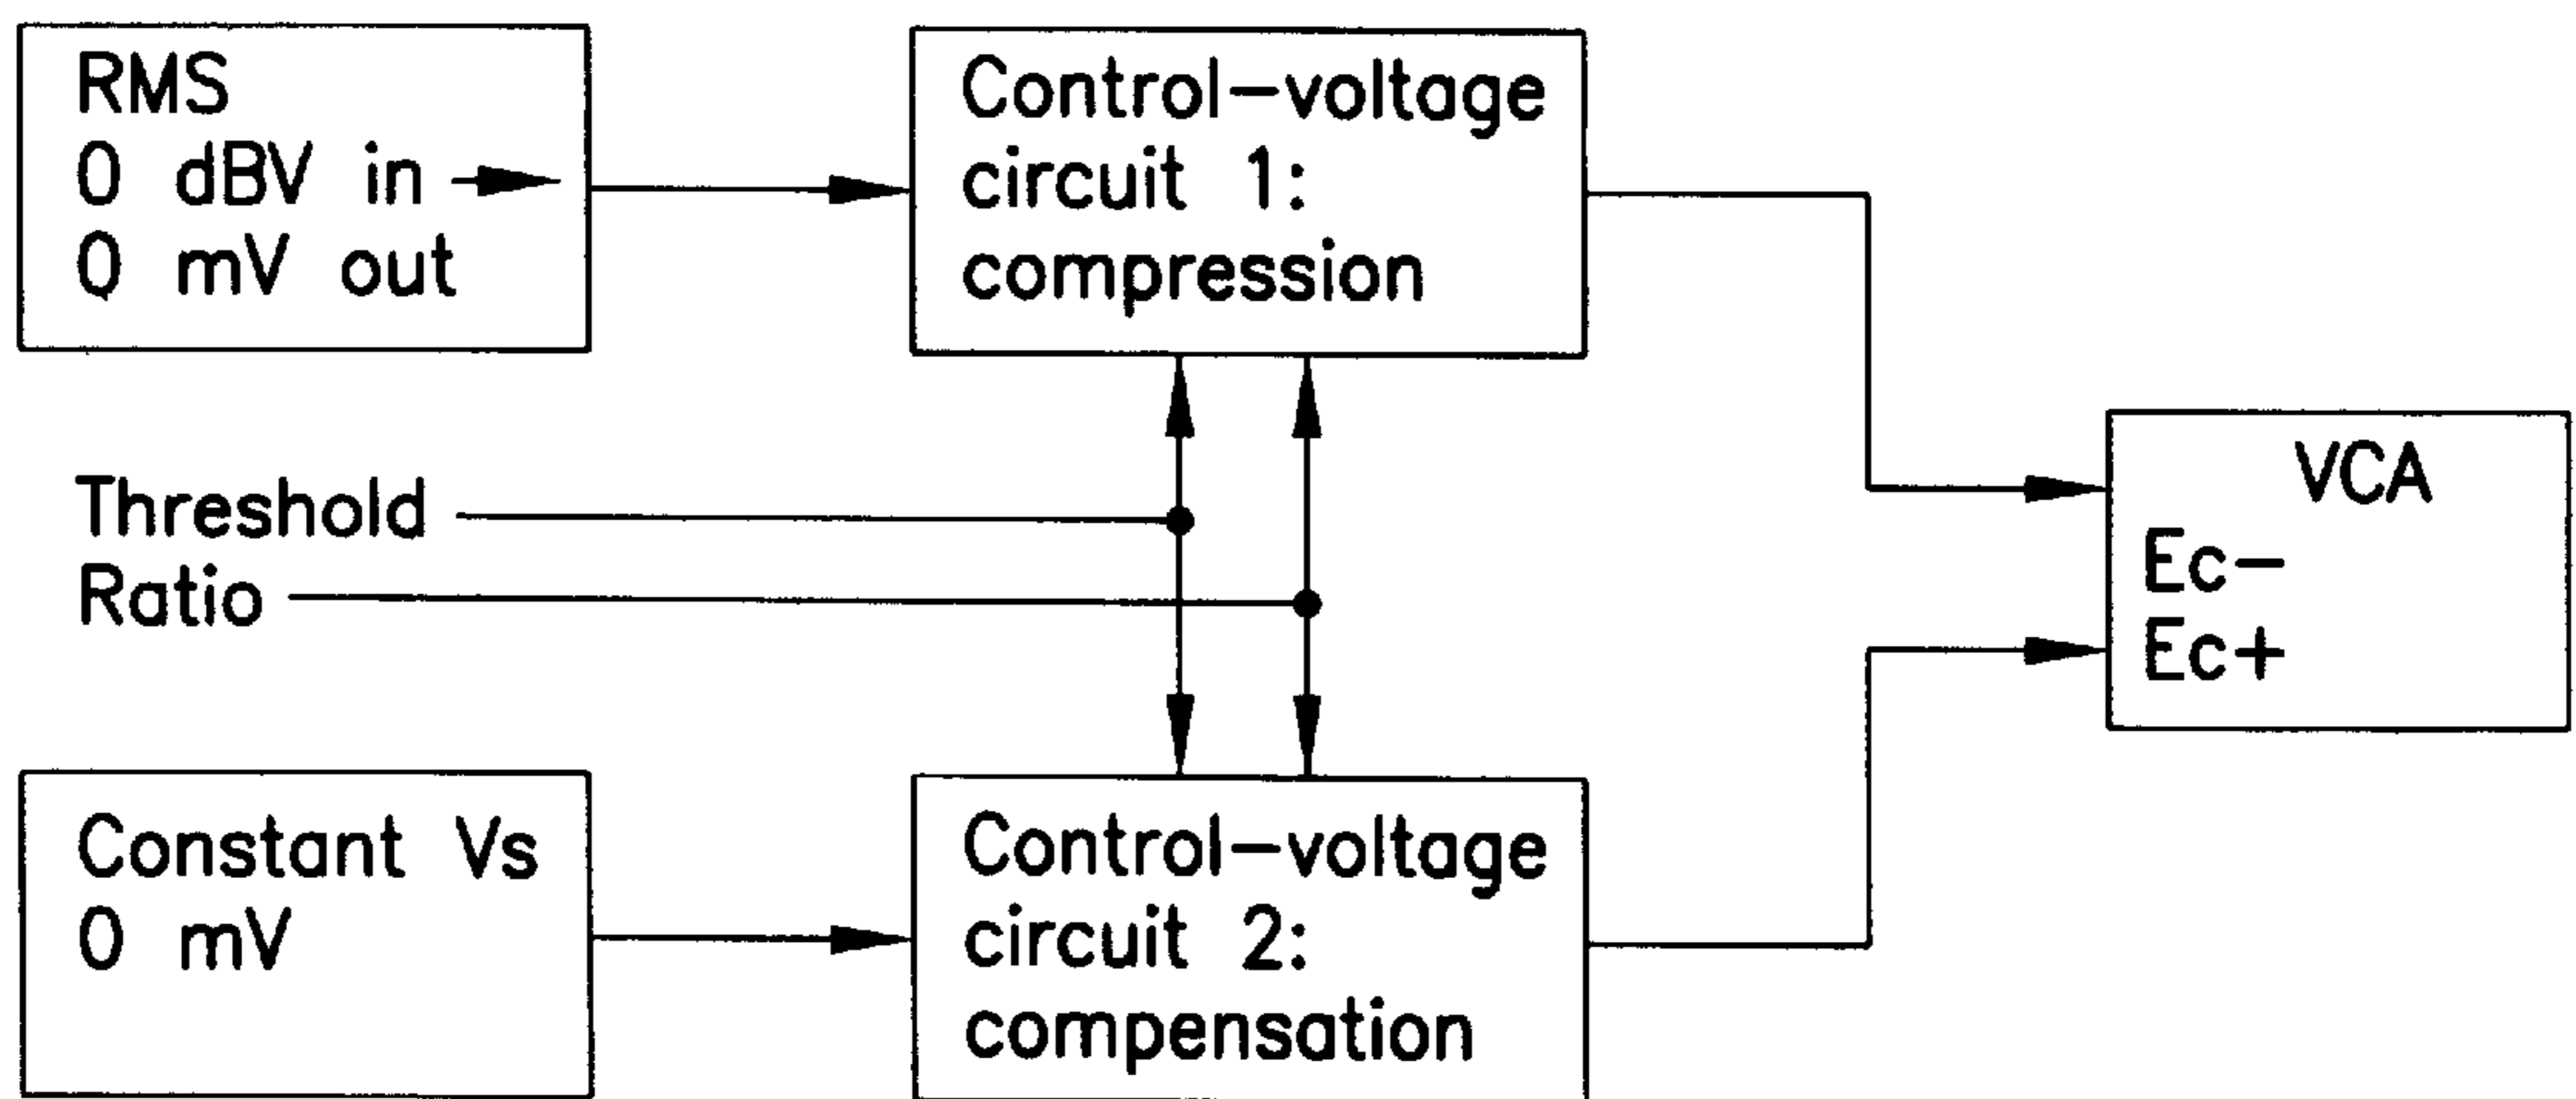 RMS
0 dBV in
0 mV out
Control-voltage
circuit 1:
compression
Threshold
Ratio
VCA
Ec-
Ec+
Constant Vs
0 mV
Control-voltage
circuit 2:
compensation